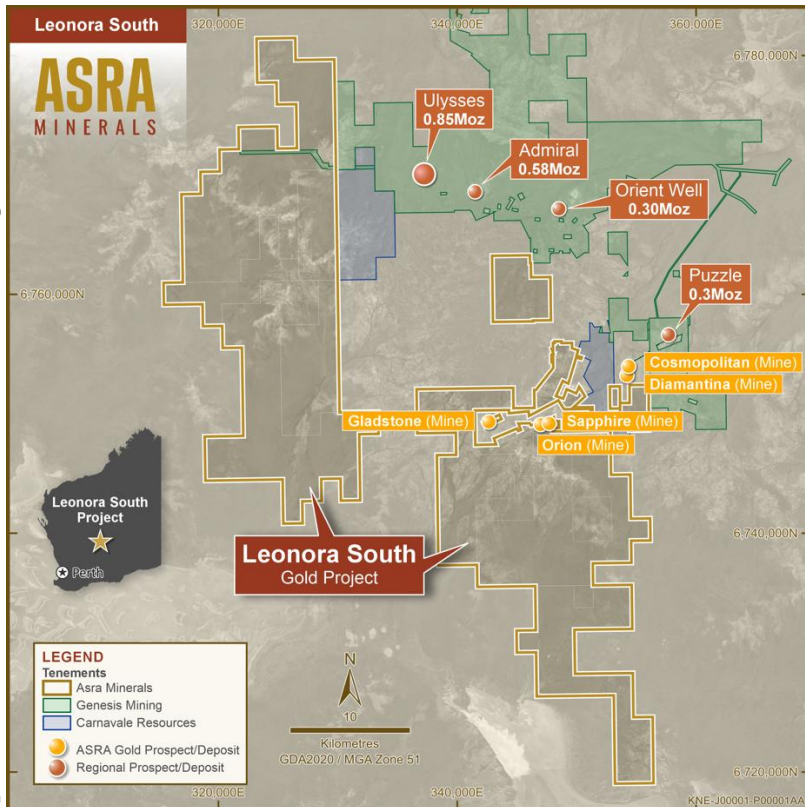 Leonora South
ASRA
MINERALS
320,000E
340,000E
360,000E
6,780,000N
Ulysses
0.85Moz
Admiral
0.58Moz
Orient Well
0.30Moz
6,760,000N
Puzzle
0.3Moz
Cosmopolitan (Mine)
Diamantina (Mine)
Gladstone (Mine)
Sapphire (Mine)
Orion (Mine)
Leonora South
Project
Perth
Leonora South
Gold Project
6,740,000N
LEGEND
Tenements
Asra Minerals
Genesis Mining
Carnavale Resources
ASRA Gold Prospect/Deposit
Regional Prospect/Deposit
N
10
Kilometres
GDA2020 / MGA Zone 51
6,720,000N
320,000E
340,000E
KNE-J00001-P00001AA